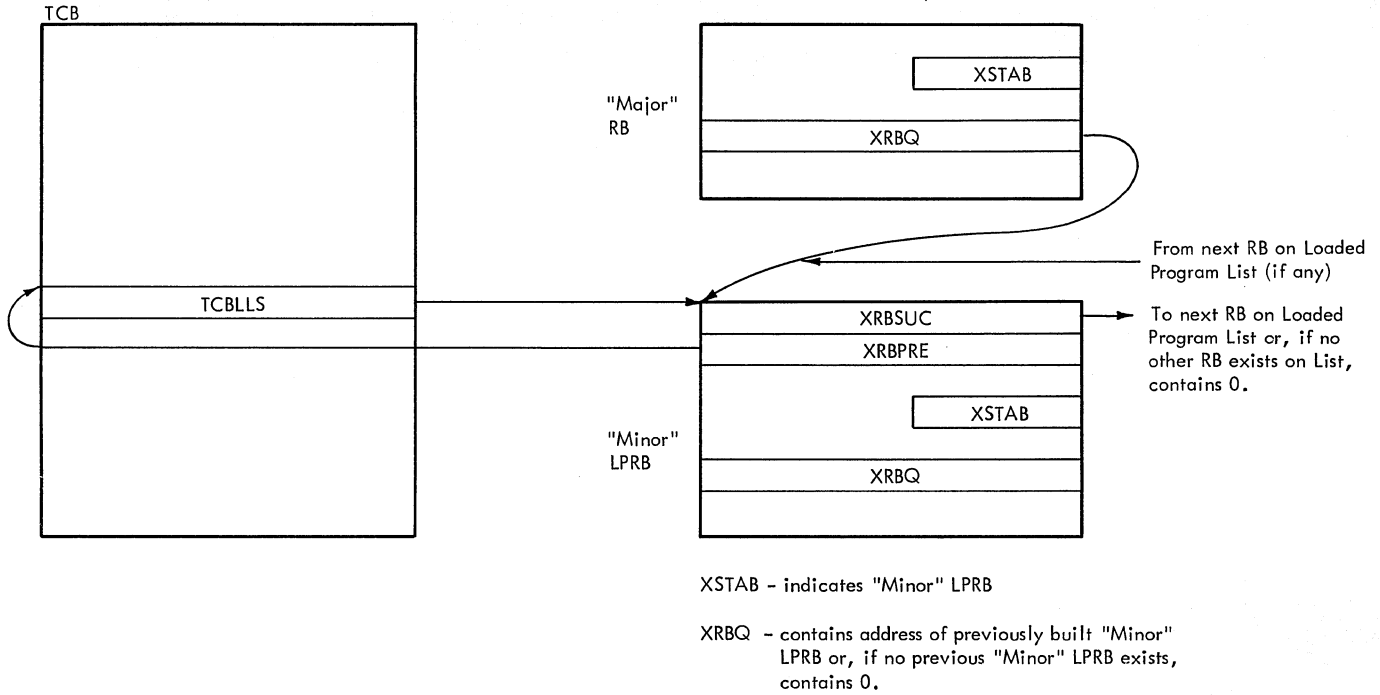 TCB
XSTAB
"Major"
RB
XRBQ
From next RB on Loaded
Program List (if any)
TCBLLS
XRBSUC
To next RB on Loaded
Program List or, if no
other RB exists on List,
contains 0.
XRBPRE
XSTAB
"Minor"
LPRB
XRBQ
XSTAB - indicates "Minor" LPRB
XRBQ - contains address of previously built "Minor"
LPRB or, if no previous "Minor" LPRB exists,
contains 0.